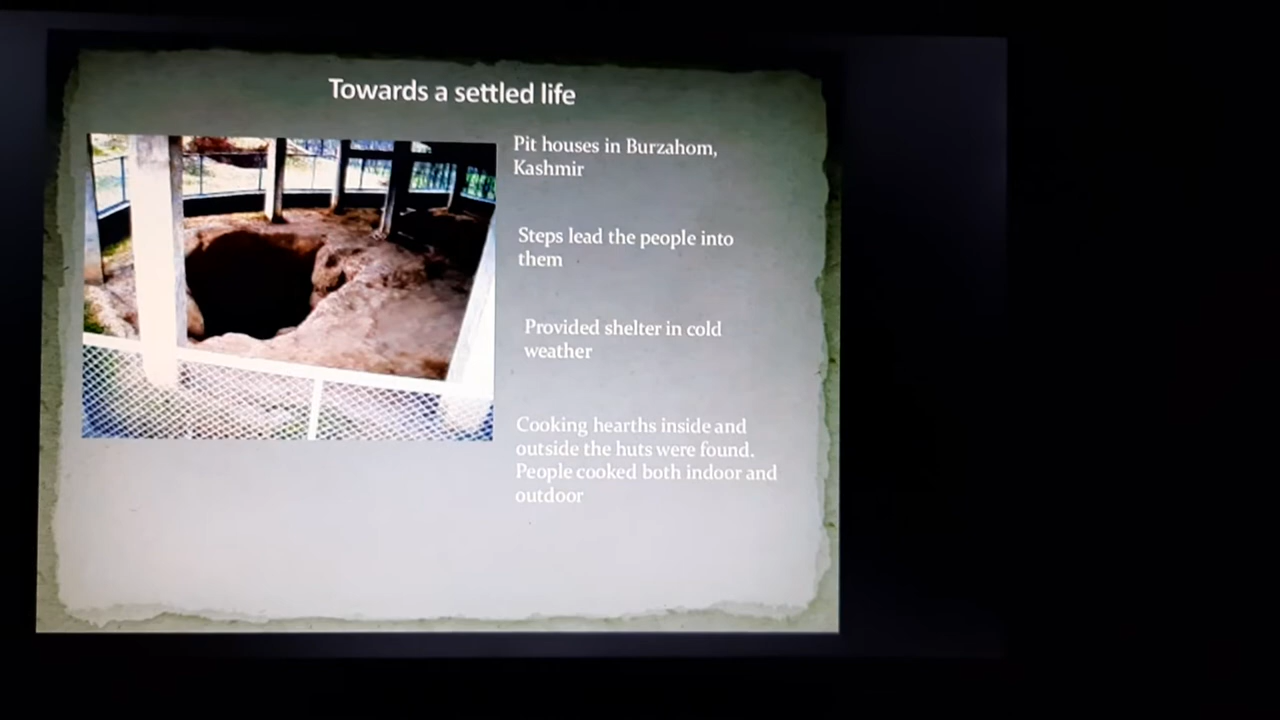 Towards a settled life
Pit houses in Burzahom,
Kashmir
Steps lead the people into
them
Provided shelter in cold
weather
Cooking hearths inside and
outside the huts were found.
People cooked both indoor and
outdoor